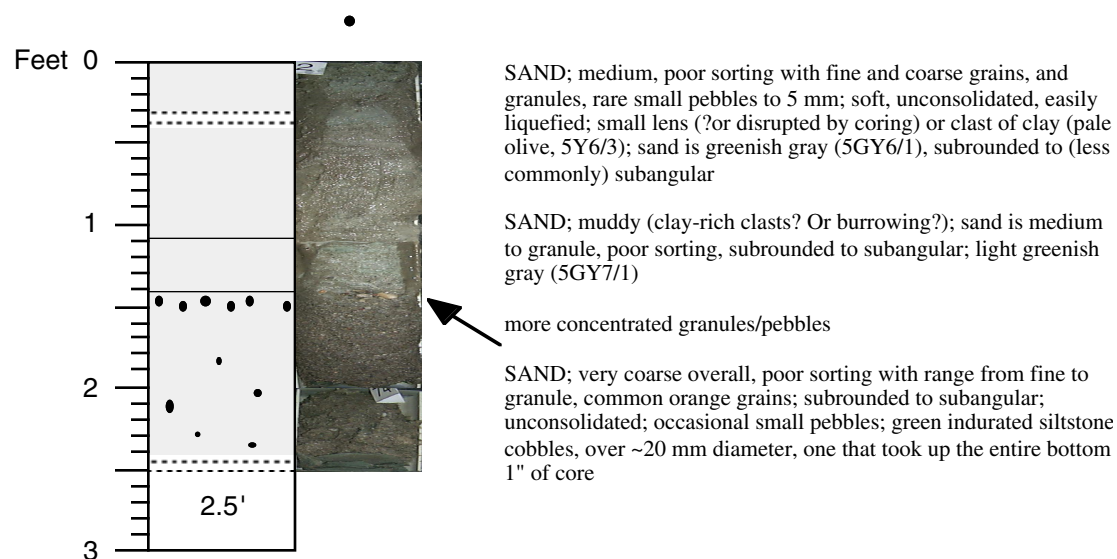 Feet 0
SAND; medium, poor sorting with fine and coarse grains, and
granules, rare small pebbles to 5 mm; soft, unconsolidated, easily
liquefied; small lens (?or disrupted by coring) or clast of clay (pale
olive, 5Y6/3); sand is greenish gray (5GY6/1), subrounded to (less
commonly) subangular
1
SAND; muddy (clay-rich clasts? Or burrowing?); sand is medium
to granule, poor sorting, subrounded to subangular; light greenish
gray (5GY7/1)
more concentrated granules/pebbles
2
SAND; very coarse overall, poor sorting with range from fine to
granule, common orange grains; subrounded to subangular;
unconsolidated; occasional small pebbles; green indurated siltstone
cobbles, over ~20 mm diameter, one that took up the entire bottom
1" of core
2.5'
3